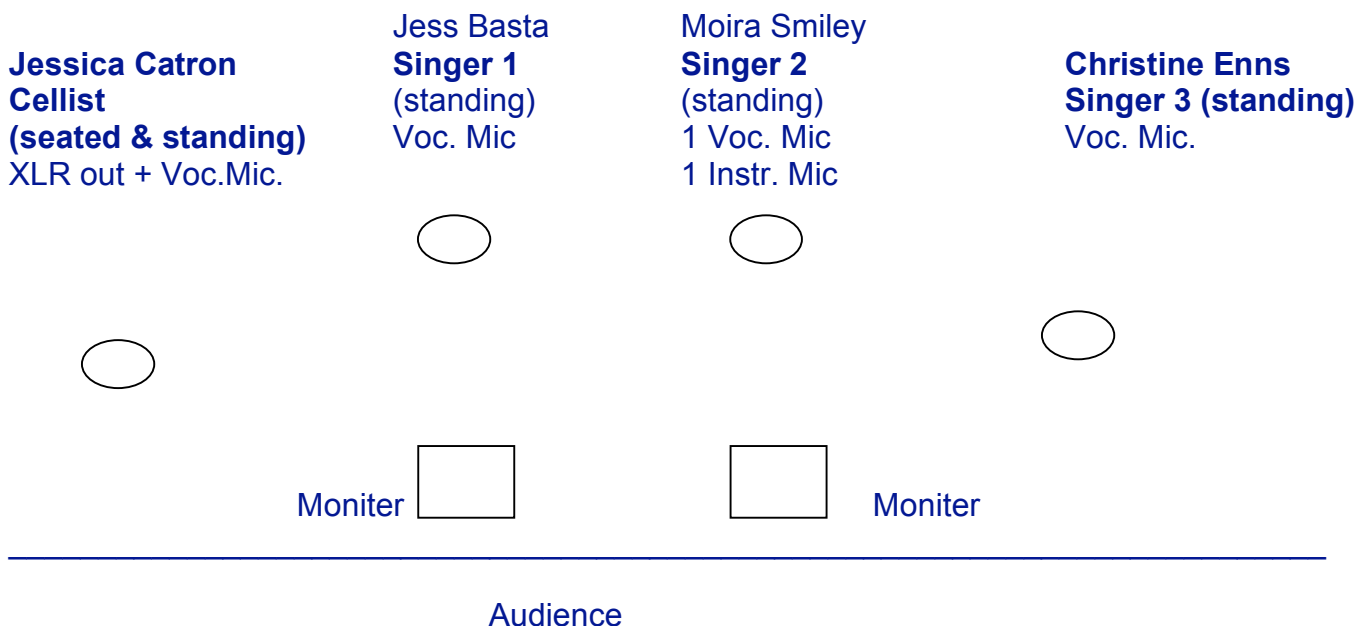 Jessica Catron
Cellist
(seated & standing)
XLR out + Voc.Mic.
Jess Basta
Singer 1
(standing)
Voc. Mic
Moira Smiley
Singer 2
(standing)
1 Voc. Mic
1 Instr. Mic
Christine Enns
Singer 3 (standing)
Voc. Mic.
Moniter
Moniter
Audience